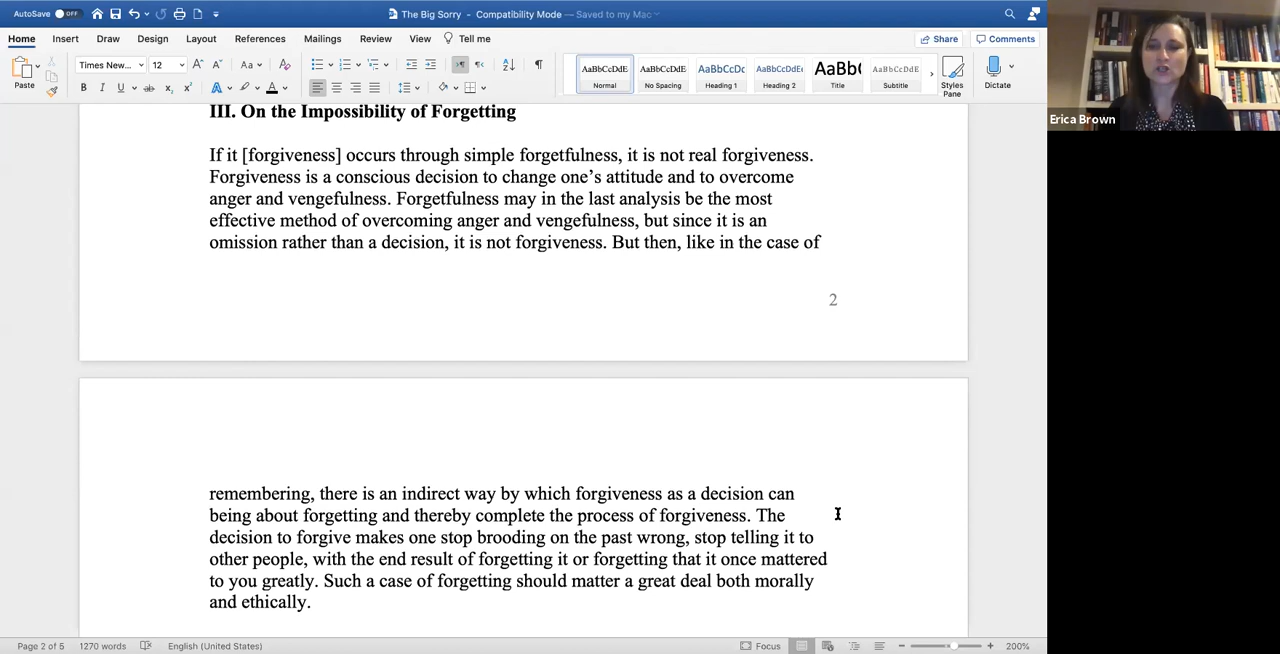 AutoSave OFF
The Big Sorry - Compatibility Mode — Saved to my Mac
Home Insert Draw Design Layout References Mailings Review View Tell me
Share Comments
Paste
Times New... 12
Aa
B I U ab x₂ x² A A
AaBbCcDdE AaBbCcDdE AaBbCcDc AaBbCcDdE AaBb( AaBbCcDdE
Normal No Spacing Heading 1 Heading 2 Title Subtitle
Styles
Pane
Dictate
Erica Brown
III. On the Impossibility of Forgetting
If it [forgiveness] occurs through simple forgetfulness, it is not real forgiveness.
Forgiveness is a conscious decision to change one’s attitude and to overcome
anger and vengefulness. Forgetfulness may in the last analysis be the most
effective method of overcoming anger and vengefulness, but since it is an
omission rather than a decision, it is not forgiveness. But then, like in the case of
2
remembering, there is an indirect way by which forgiveness as a decision can
being about forgetting and thereby complete the process of forgiveness. The
decision to forgive makes one stop brooding on the past wrong, stop telling it to
other people, with the end result of forgetting it or forgetting that it once mattered
to you greatly. Such a case of forgetting should matter a great deal both morally
and ethically.
Page 2 of 5 1270 words English (United States)
Focus 200%